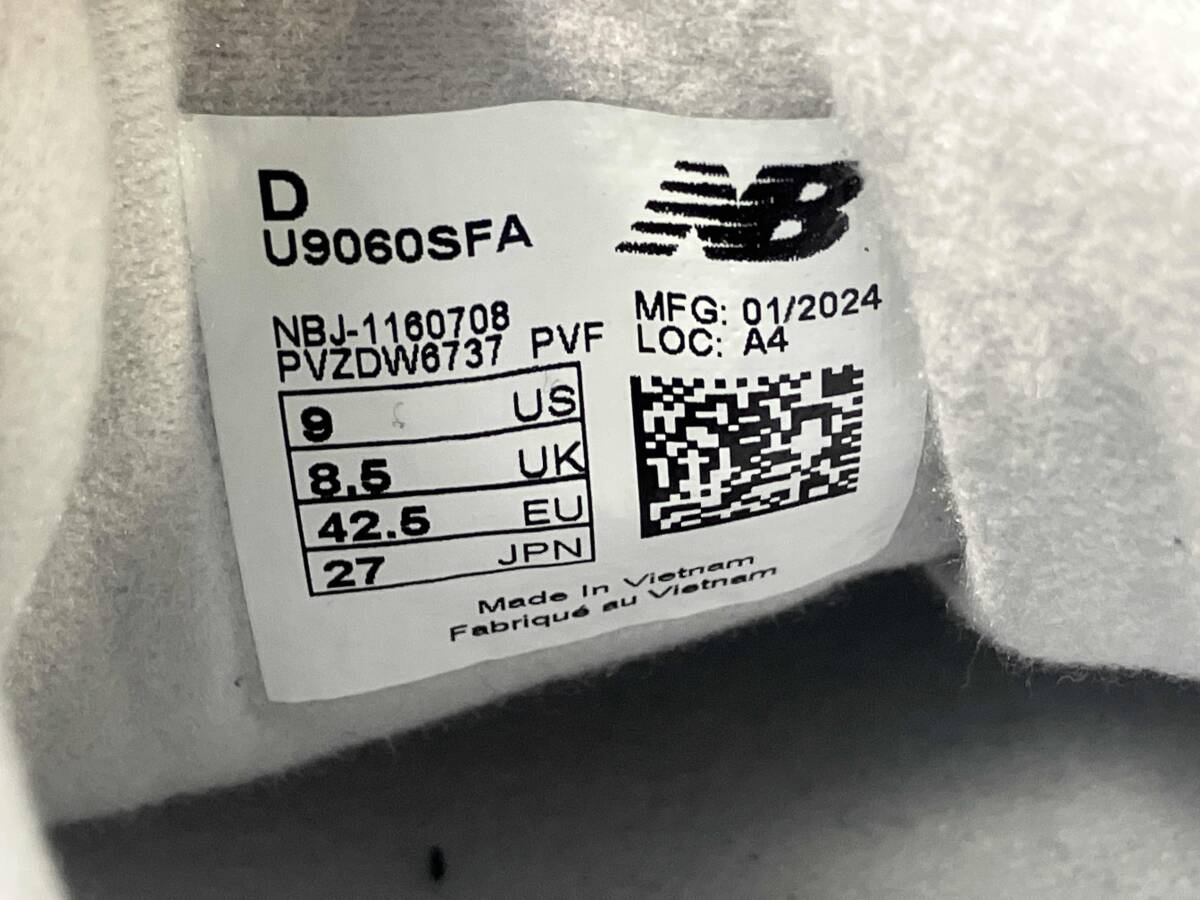 D
U9060SFA
NB
NBJ-1160708
PVZDW6737 PVF
MFG: 01/2024
LOC: A4
9 US
8.5 UK
42.5 EU
27 JPN
Made In Vietnam
Fabriqué au Vietnam